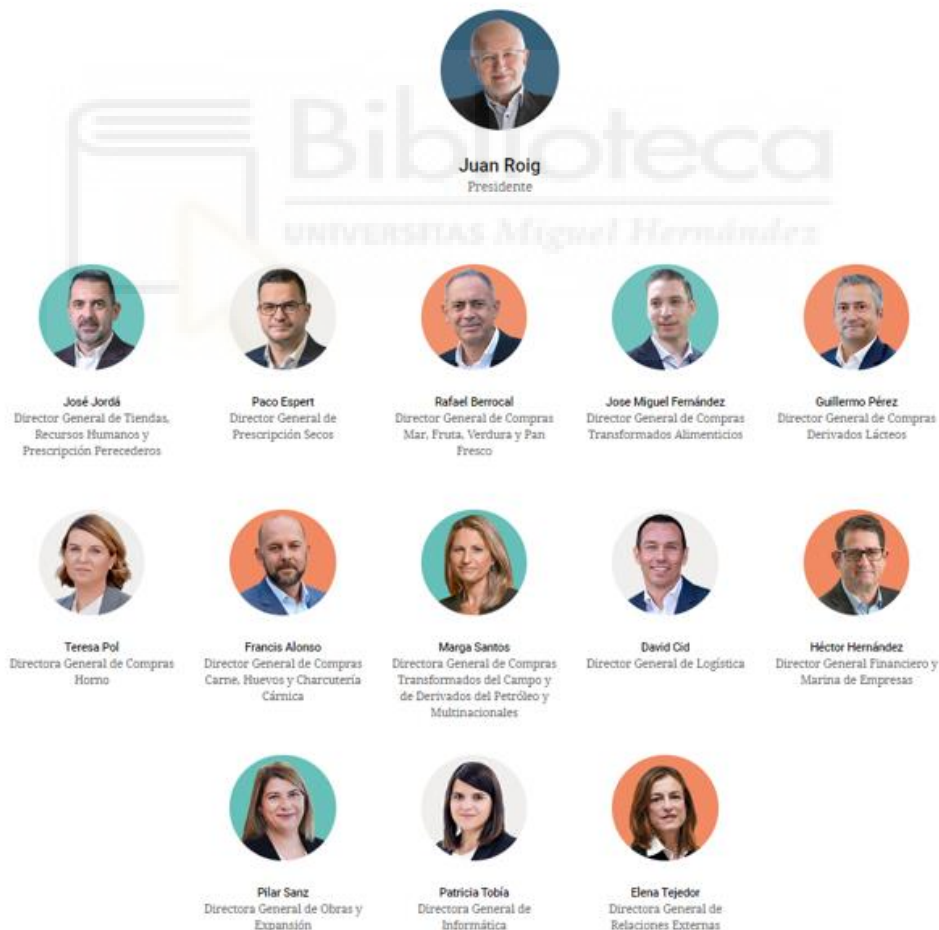 Biblioteca
UNIVERSITAS Miguel Hernández
Juan Roig
Presidente
José Jordá
Director General de Tiendas,
Recursos Humanos y
Prescripción Perecederos
Paco Espert
Director General de
Prescripción Secos
Rafael Berrocal
Director General de Compras
Mar, Fruta, Verdura y Pan
Fresco
Jose Miguel Fernández
Director General de Compras
Transformados Alimenticios
Guillermo Pérez
Director General de Compras
Derivados Lácteos
Teresa Pol
Directora General de Compras
Horno
Francis Alonso
Director General de Compras
Carne, Huevos y Charcutería
Cárnica
Marga Santos
Directora General de Compras
Transformados del Campo y
de Derivados del Petróleo y
Multinacionales
David Cid
Director General de Logística
Héctor Hernández
Director General Financiero y
Marina de Empresas
Pilar Sanz
Directora General de Obras y
Expansión
Patricia Tobía
Directora General de
Informática
Elena Tejedor
Directora General de
Relaciones Externas